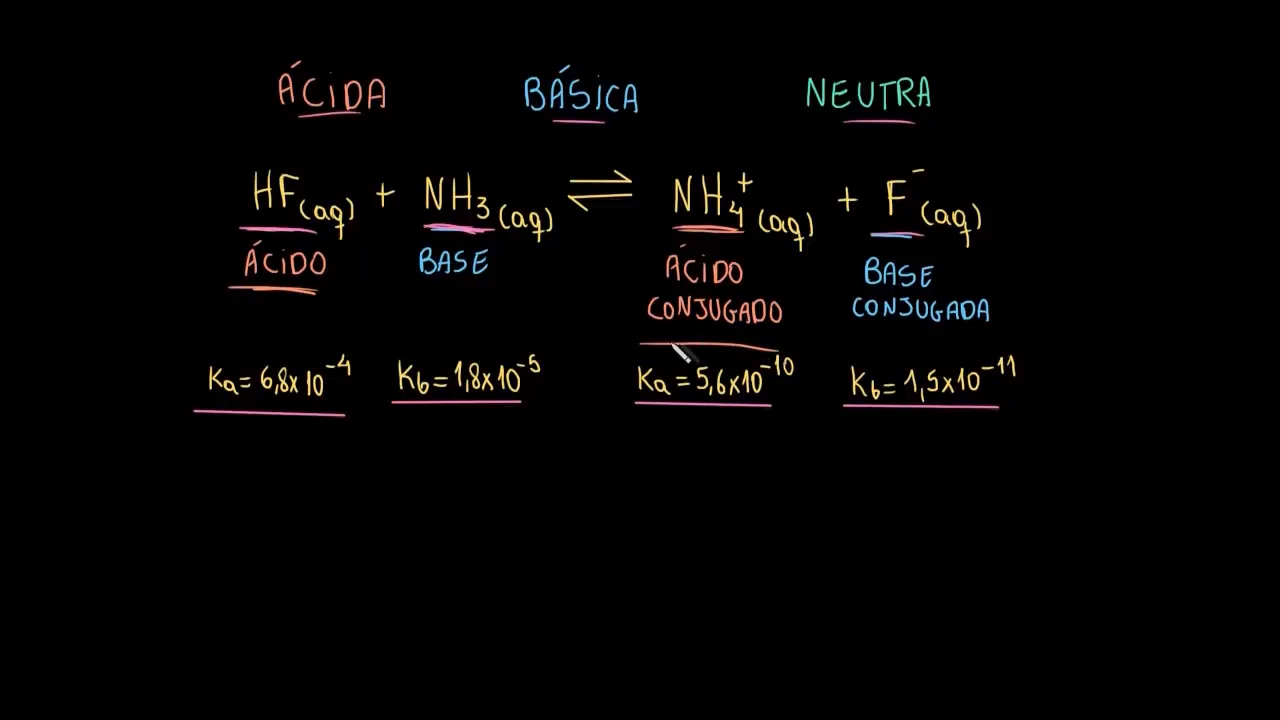 ÁCIDA BÁSICA NEUTRA
HF(aq) + NH₃(aq) ⇌ NH₄⁺(aq) + F⁻(aq)
ÁCIDO BASE ÁCIDO CONJUGADO BASE CONJUGADA
Ka = 6,8x10⁻⁴ Kb = 1,8x10⁻⁵ Ka = 5,6x10⁻¹⁰ Kb = 1,5x10⁻¹¹